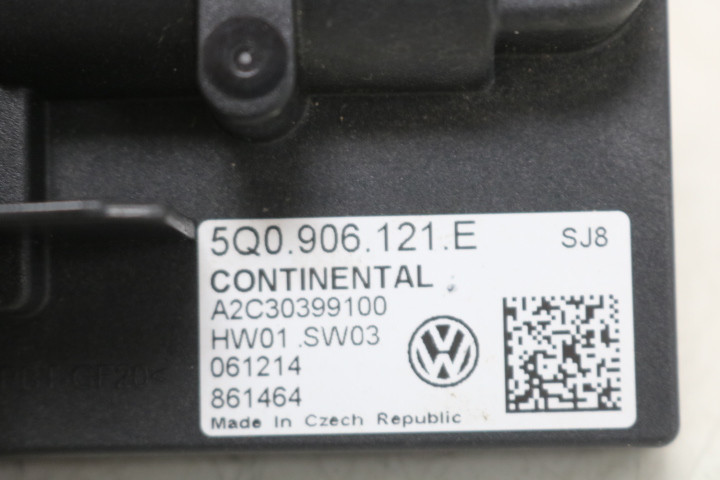 5Q0.906.121.E SJ8
CONTINENTAL
A2C30399100
HW01 .SW03
061214
861464
Made In Czech Republic